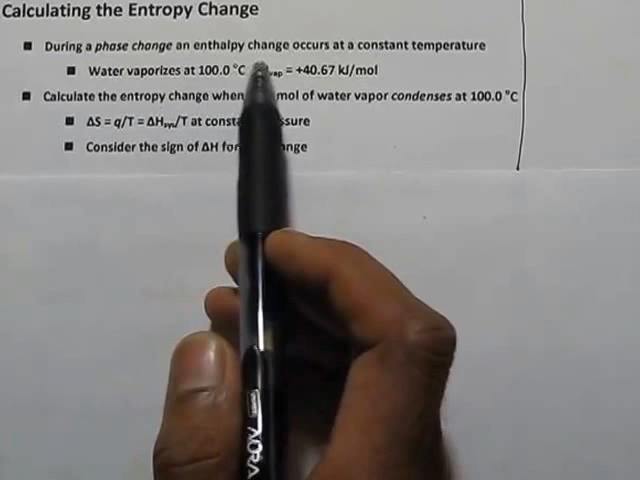 Calculating the Entropy Change
During a phase change an enthalpy change occurs at a constant temperature
Water vaporizes at 100.0 °C vap = +40.67 kJ/mol
Calculate the entropy change when mol of water vapor condenses at 100.0 °C
ΔS = q/T = ΔHsys/T at
Consider the sign of ΔH